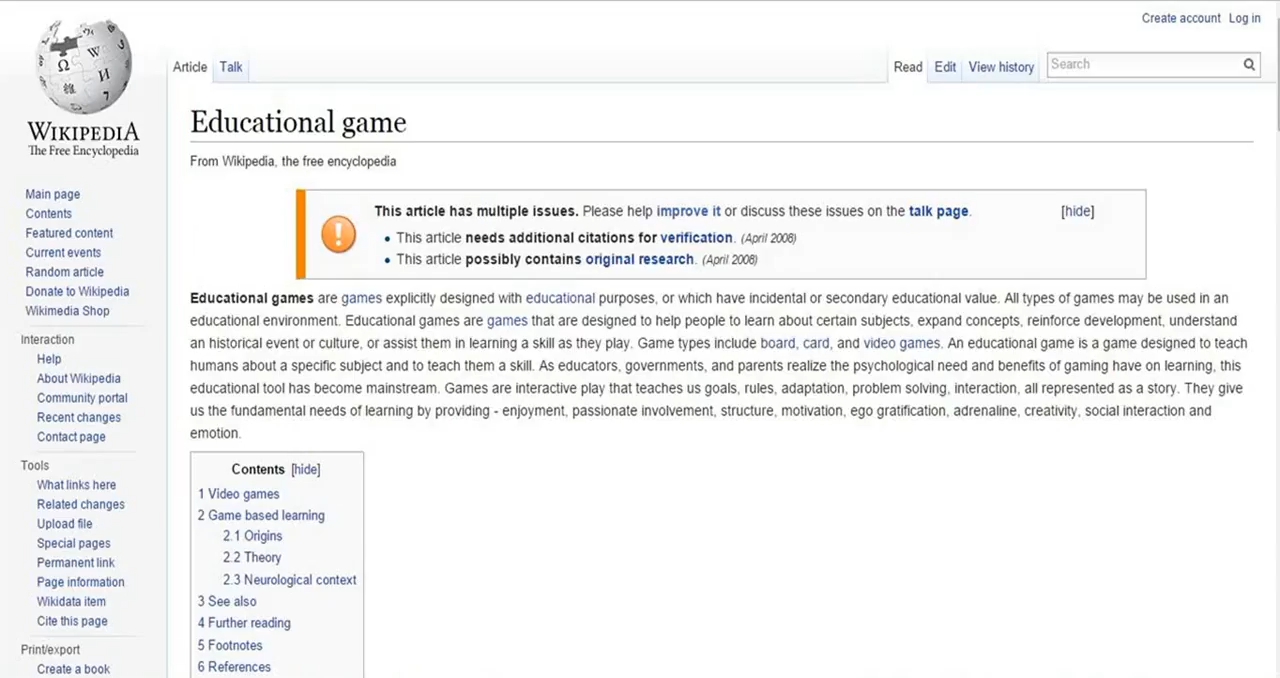 Create account Log in
Article Talk Read Edit View history Search
WIKIPEDIA
The Free Encyclopedia
Main page
Contents
Featured content
Current events
Random article
Donate to Wikipedia
Wikimedia Shop
Interaction
Help
About Wikipedia
Community portal
Recent changes
Contact page
Tools
What links here
Related changes
Upload file
Special pages
Permanent link
Page information
Wikidata item
Cite this page
Print/export
Create a book
Educational game
From Wikipedia, the free encyclopedia
This article has multiple issues. Please help improve it or discuss these issues on the talk page. [hide]
• This article needs additional citations for verification. (April 2008)
• This article possibly contains original research. (April 2008)
Educational games are games explicitly designed with educational purposes, or which have incidental or secondary educational value. All types of games may be used in an
educational environment. Educational games are games that are designed to help people to learn about certain subjects, expand concepts, reinforce development, understand
an historical event or culture, or assist them in learning a skill as they play. Game types include board, card, and video games. An educational game is a game designed to teach
humans about a specific subject and to teach them a skill. As educators, governments, and parents realize the psychological need and benefits of gaming have on learning, this
educational tool has become mainstream. Games are interactive play that teaches us goals, rules, adaptation, problem solving, interaction, all represented as a story. They give
us the fundamental needs of learning by providing - enjoyment, passionate involvement, structure, motivation, ego gratification, adrenaline, creativity, social interaction and
emotion.
Contents [hide]
1 Video games
2 Game based learning
2.1 Origins
2.2 Theory
2.3 Neurological context
3 See also
4 Further reading
5 Footnotes
6 References